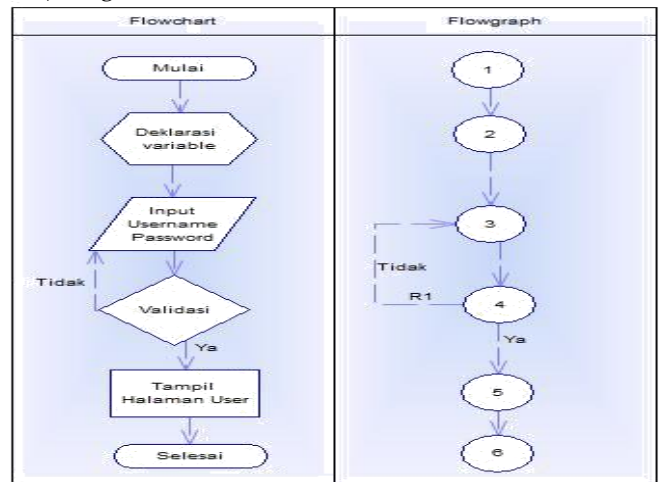 Flowchart
Flowgraph
Mulai
Deklarasi
variable
Input
Username
Password
Tidak
Validasi
Ya
Tampil
Halaman User
Selesai
1
2
3
Tidak
R1
4
Ya
5
6